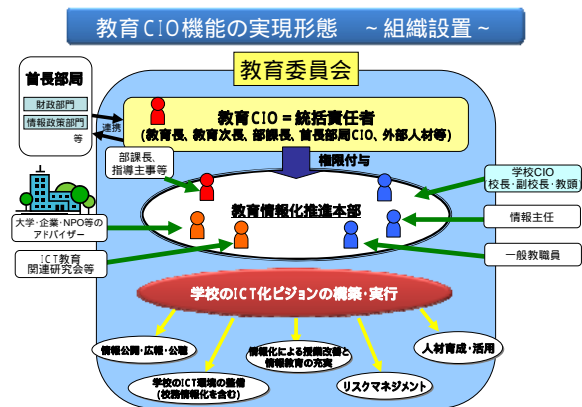 教育CIO機能の実現形態 ～組織設置～
教育委員会
首長部局
財政部門
情報政策部門
等
連携
教育CIO＝統括責任者
(教育長、教育次長、部課長、首長部局CIO、外部人材等)
権限付与
部課長、
指導主事等
学校CIO
校長・副校長・教頭
教育情報化推進本部
大学・企業・NPO等の
アドバイザー
情報主任
ICT教育
関連研究会等
一般教職員
学校のICT化ビジョンの構築・実行
情報公開・広報・公聴
情報化による授業改善と
情報教育の充実
人材育成・活用
学校のICT環境の整備
(校務情報化を含む)
リスクマネジメント